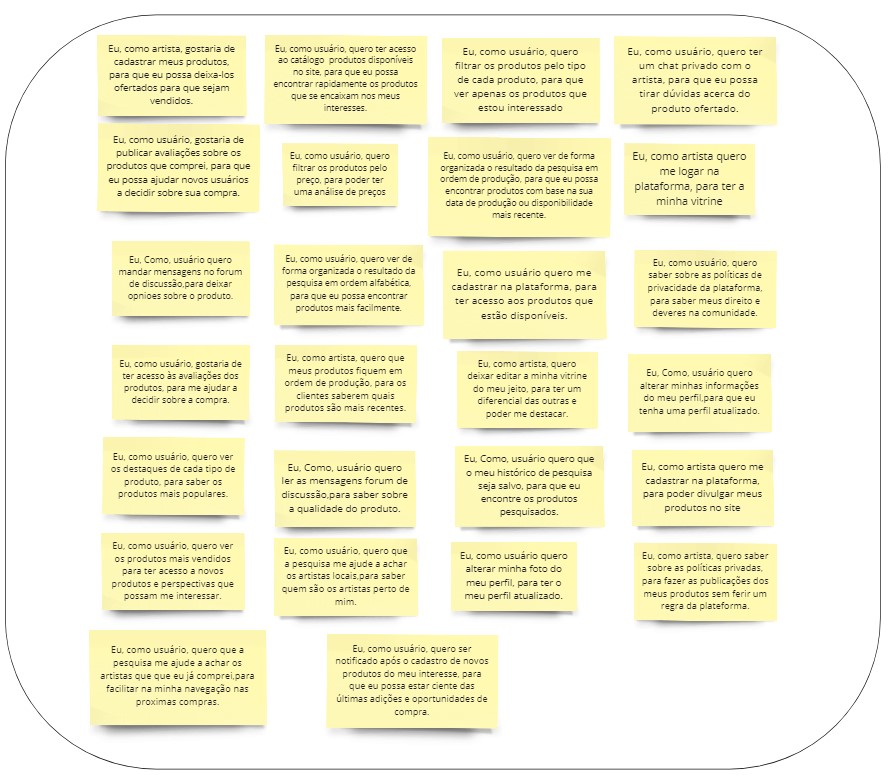 Eu, como artista, gostaria de
cadastrar meus produtos,
para que eu possa deixa-los
ofertados para que sejam
vendidos.
Eu, como usuário, quero ter acesso
ao catálogo produtos disponíveis
no site, para que eu possa
encontrar rapidamente os produtos
que se encaixam nos meus
interesses.
Eu, como usuário, quero
filtrar os produtos pelo tipo
de cada produto, para que
ver apenas os produtos que
estou interessado
Eu, como usuário, quero ter
um chat privado com o
artista, para que eu possa
tirar dúvidas acerca do
produto ofertado.
Eu, como usuário, gostaria de
publicar avaliações sobre os
produtos que comprei, para que
eu possa ajudar novos usuários
a decidir sobre sua compra.
Eu, como usuário, quero
filtrar os produtos pelo
preço, para poder ter
uma análise de preços
Eu, como usuário, quero ver de forma
organizada o resultado da pesquisa em
ordem de produção, para que eu possa
encontrar produtos com base na sua
data de produção ou disponibilidade
mais recente.
Eu, como artista quero
me logar na
plataforma, para ter a
minha vitrine
Eu, Como, usuário quero
mandar mensagens no forum
de discussão,para deixar
opnioes sobre o produto.
Eu, como usuário, quero ver de
forma organizada o resultado da
pesquisa em ordem alfabética,
para que eu possa encontrar
produtos mais facilmente.
Eu, como usuário quero me
cadastrar na plataforma, para
ter acesso aos produtos que
estão disponíveis.
Eu, como usuário, quero
saber sobre as políticas de
privacidade da plataforma,
para saber meus direito e
deveres na comunidade.
Eu, como usuário, gostaria de
ter acesso às avaliações dos
produtos, para me ajudar a
decidir sobre a compra.
Eu, como artista, quero que
meus produtos fiquem em
ordem de produção, para os
clientes saberem quais
produtos são mais recentes.
Eu, como artista, quero
deixar editar a minha vitrine
do meu jeito, para ter um
diferencial das outras e
poder me destacar.
Eu, Como, usuário quero
alterar minhas informações
do meu perfil,para que eu
tenha uma perfil atualizado.
Eu, como usuário, quero ver
os destaques de cada tipo de
produto, para saber os
produtos mais populares.
Eu, Como, usuário quero
ler as mensagens forum de
discussão,para saber sobre
a qualidade do produto.
Eu, Como, usuário quero que
o meu histórico de pesquisa
seja salvo, para que eu
encontre os produtos
pesquisados.
Eu, como artista quero me
cadastrar na plataforma,
para poder divulgar meus
produtos no site
Eu, como usuário, quero ver
os produtos mais vendidos
para ter acesso a novos
produtos e perspectivas que
possam me interessar.
Eu, como usuário, quero que
a pesquisa me ajude a achar
os artistas locais,para saber
quem são os artistas perto de
mim.
Eu, como usuário quero
alterar minha foto do
meu perfil, para ter o
meu perfil atualizado.
Eu, como artista, quero saber
sobre as políticas privadas,
para fazer as publicações dos
meus produtos sem ferir um
regra da plateforma.
Eu, como usuário, quero que a
pesquisa me ajude a achar os
artistas que que eu já comprei,para
facilitar na minha navegação nas
proximas compras.
Eu, como usuário, quero ser
notificado após o cadastro de novos
produtos do meu interesse, para
que eu possa estar ciente das
últimas adições e oportunidades de
compra.